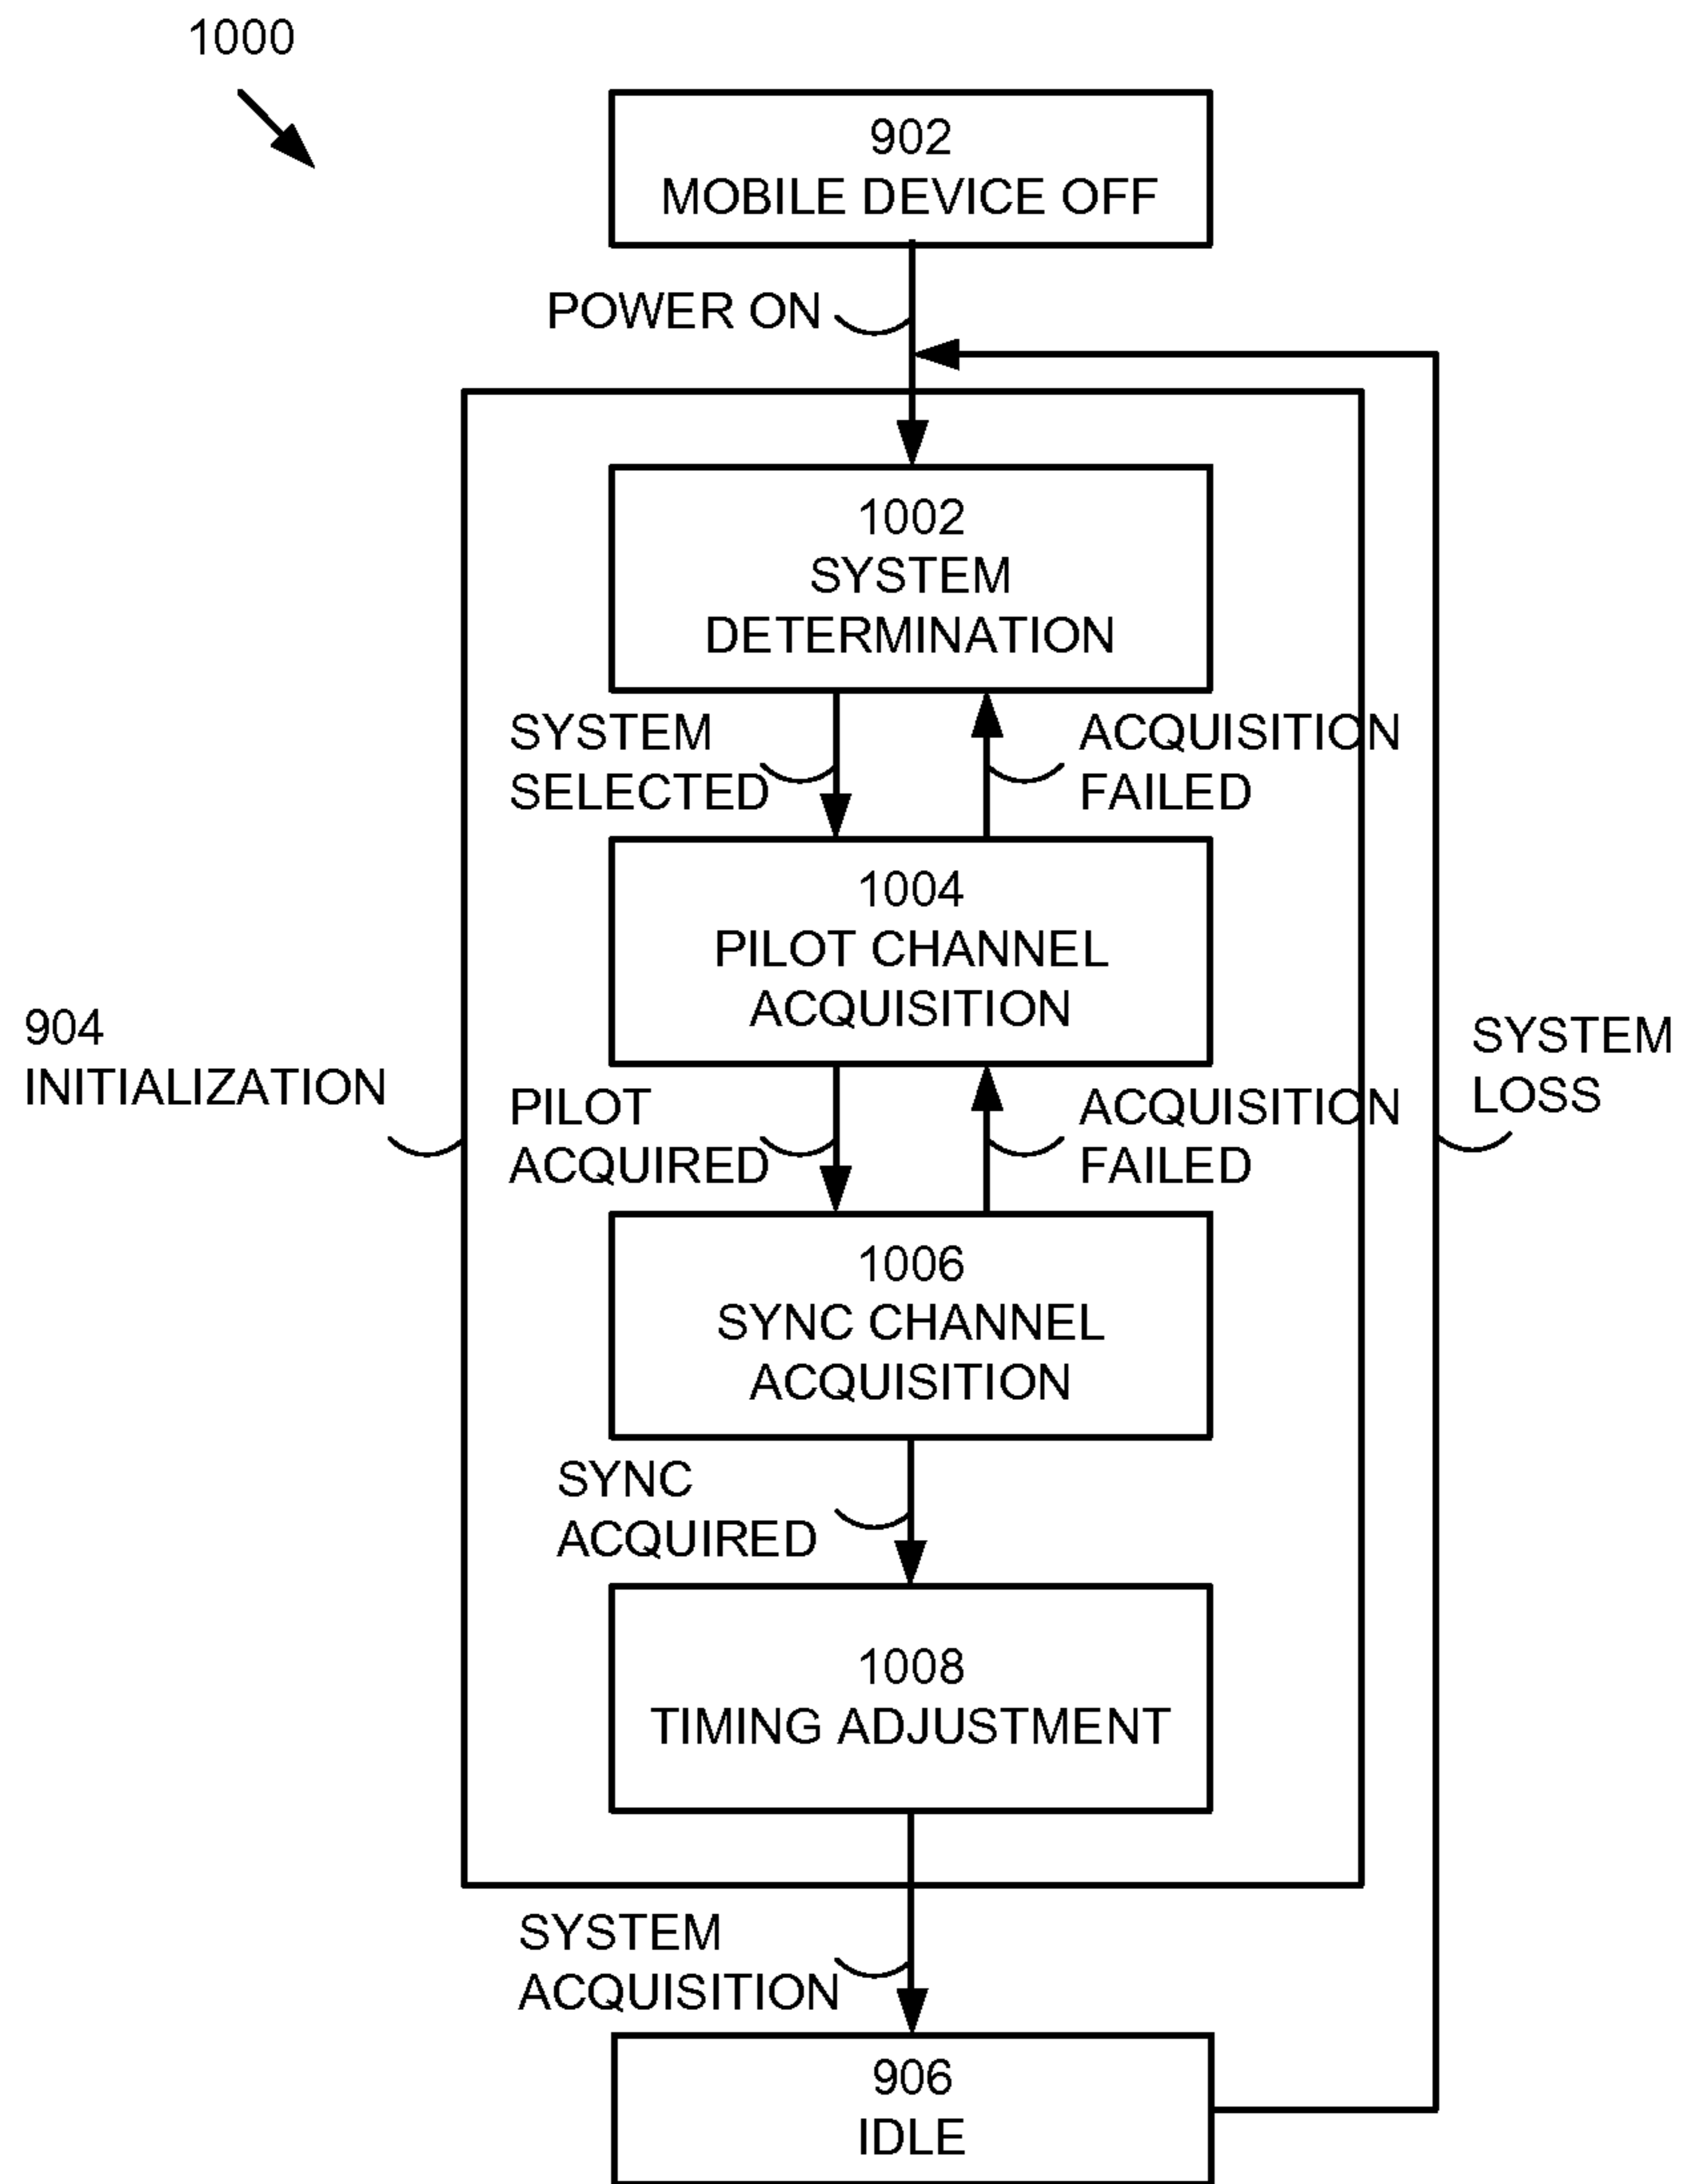 1000
902
MOBILE DEVICE OFF
POWER ON
1002
SYSTEM
DETERMINATION
SYSTEM
SELECTED
ACQUISITION
FAILED
1004
PILOT CHANNEL
ACQUISITION
904
INITIALIZATION
SYSTEM
LOSS
PILOT
ACQUIRED
ACQUISITION
FAILED
1006
SYNC CHANNEL
ACQUISITION
SYNC
ACQUIRED
1008
TIMING ADJUSTMENT
SYSTEM
ACQUISITION
906
IDLE